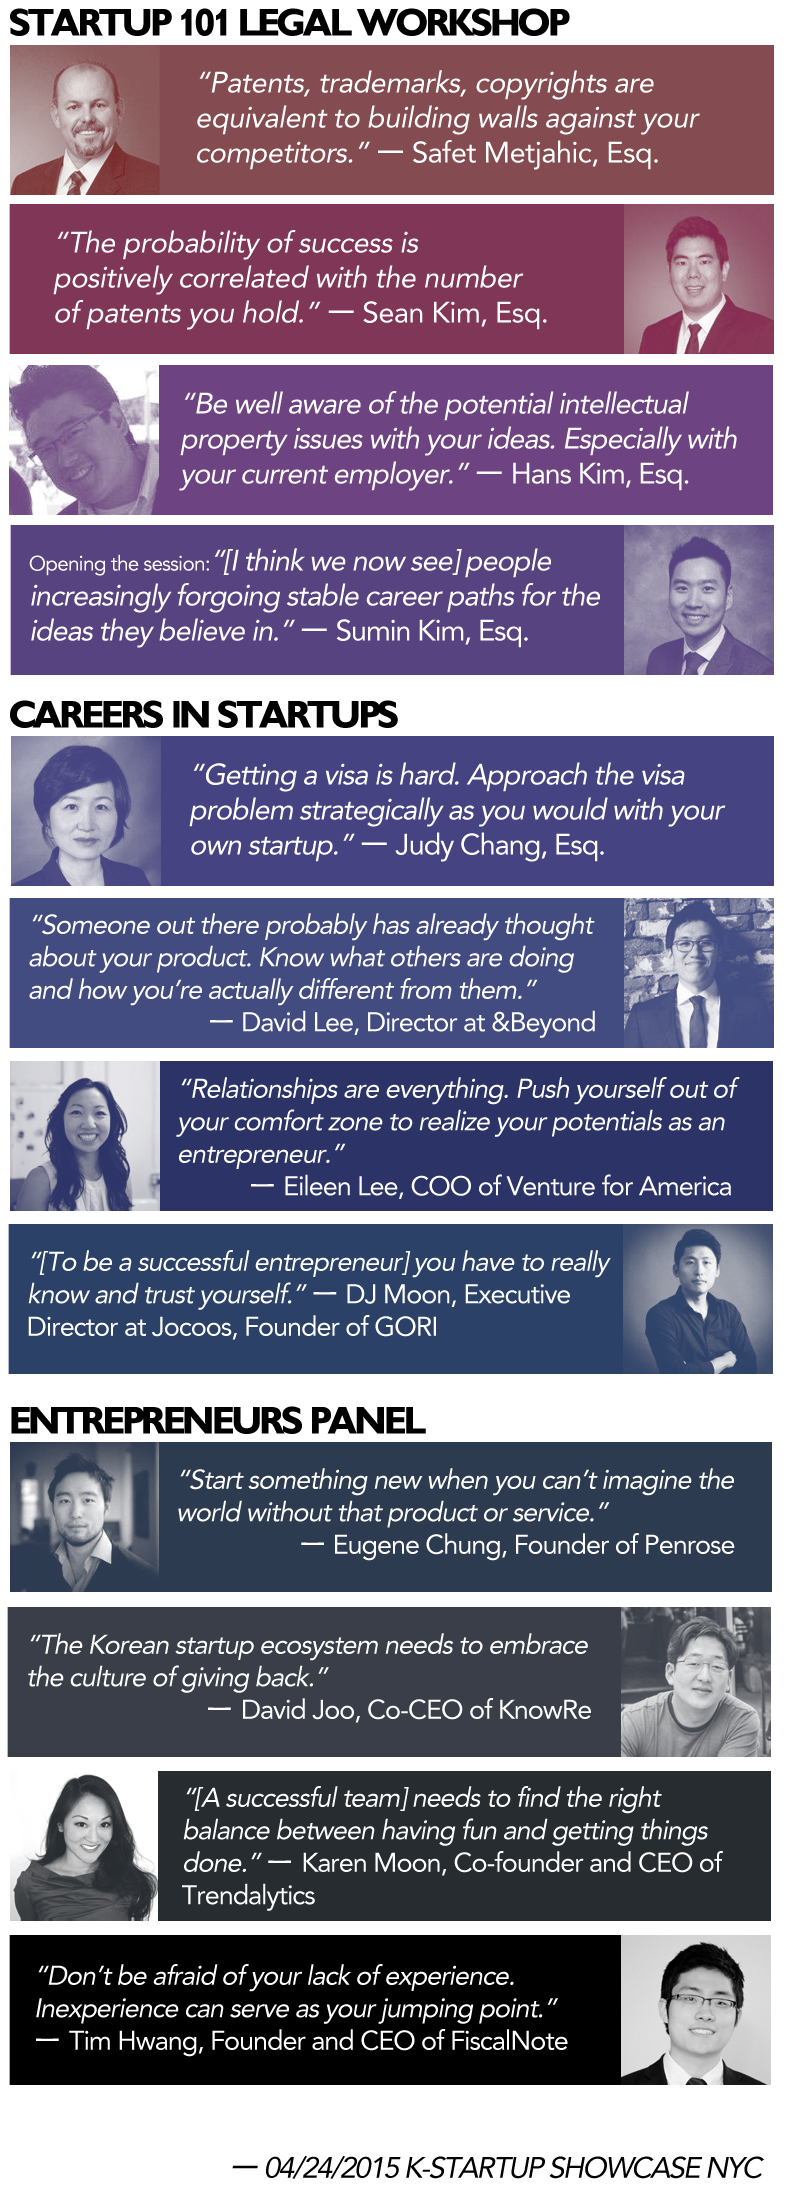 STARTUP 101 LEGAL WORKSHOP
“Patents, trademarks, copyrights are
equivalent to building walls against your
competitors.” — Safet Metjahic, Esq.
“The probability of success is
positively correlated with the number
of patents you hold.” — Sean Kim, Esq.
“Be well aware of the potential intellectual
property issues with your ideas. Especially with
your current employer.” — Hans Kim, Esq.
Opening the session: “[I think we now see] people
increasingly forgoing stable career paths for the
ideas they believe in.” — Sumin Kim, Esq.
CAREERS IN STARTUPS
“Getting a visa is hard. Approach the visa
problem strategically as you would with your
own startup.” — Judy Chang, Esq.
“Someone out there probably has already thought
about your product. Know what others are doing
and how you’re actually different from them.”
— David Lee, Director at &Beyond
“Relationships are everything. Push yourself out of
your comfort zone to realize your potentials as an
entrepreneur.”
— Eileen Lee, COO of Venture for America
“[To be a successful entrepreneur] you have to really
know and trust yourself.” — DJ Moon, Executive
Director at Jocoos, Founder of GORI
ENTREPRENEURS PANEL
“Start something new when you can’t imagine the
world without that product or service.”
— Eugene Chung, Founder of Penrose
“The Korean startup ecosystem needs to embrace
the culture of giving back.”
— David Joo, Co-CEO of KnowRe
“[A successful team] needs to find the right
balance between having fun and getting things
done.” — Karen Moon, Co-founder and CEO of
Trendalytics
“Don’t be afraid of your lack of experience.
Inexperience can serve as your jumping point.”
— Tim Hwang, Founder and CEO of FiscalNote
— 04/24/2015 K-STARTUP SHOWCASE NYC